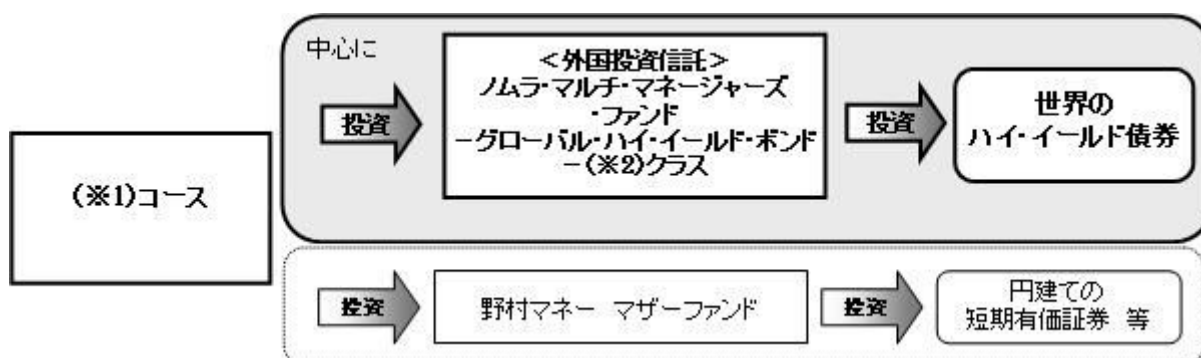 中心に
(※1)コース
投資
＜外国投資信託＞
ノムラ・マルチ・マネージャーズ
・ファンド
－グローバル・ハイ・イールド・ボンド
－(※2)クラス
投資
世界の
ハイ・イールド債券
投資
野村マネー マザーファンド
投資
円建ての
短期有価証券 等